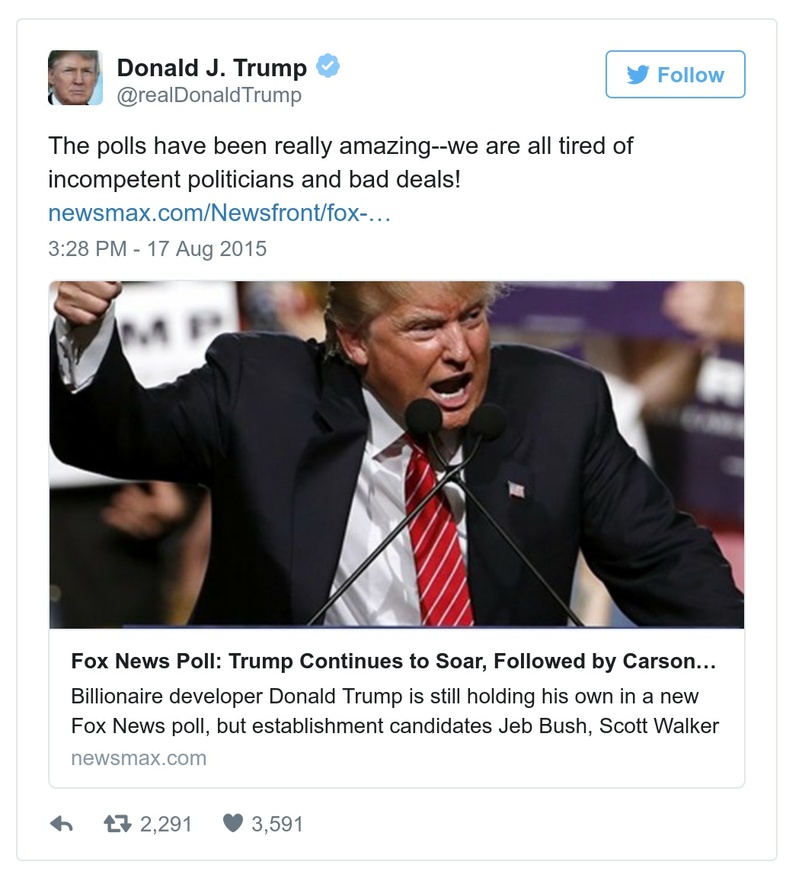 Donald J. Trump
@realDonaldTrump
Follow
The polls have been really amazing--we are all tired of
incompetent politicians and bad deals!
newsmax.com/Newsfront/fox-…
3:28 PM - 17 Aug 2015
M P
Fox News Poll: Trump Continues to Soar, Followed by Carson…
Billionaire developer Donald Trump is still holding his own in a new
Fox News poll, but establishment candidates Jeb Bush, Scott Walker
newsmax.com
2,291 3,591